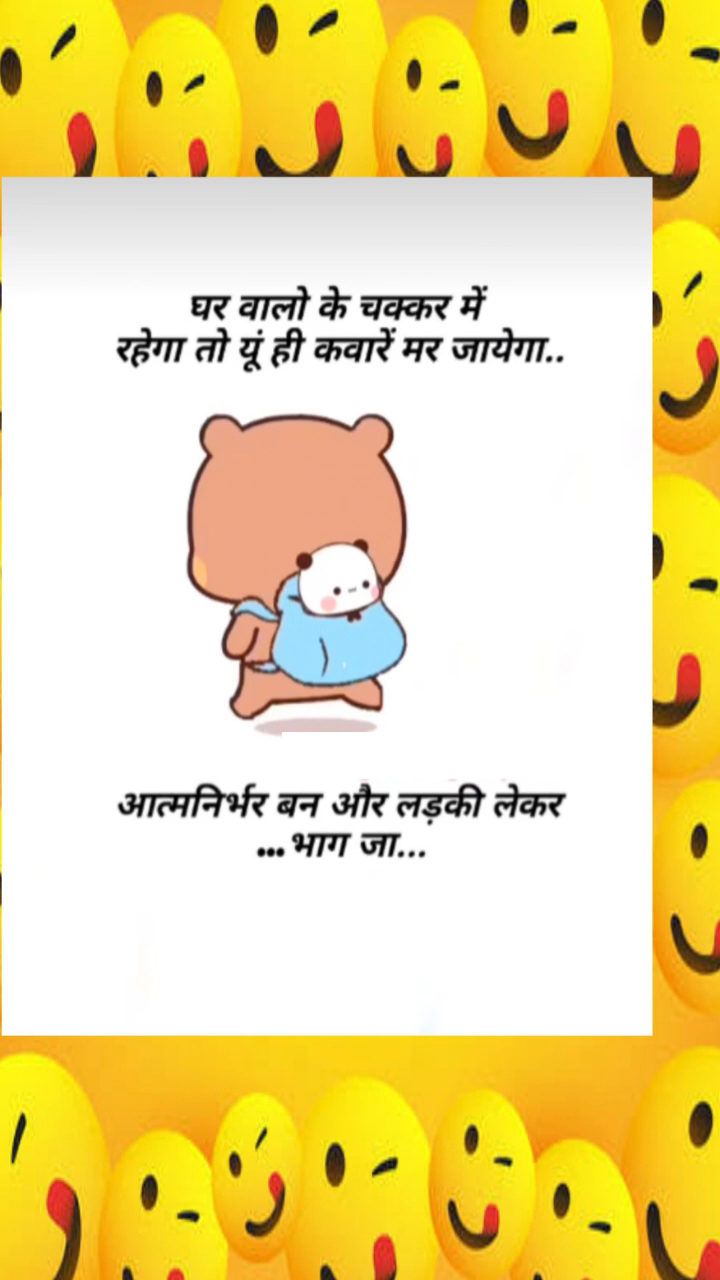 घर वालो के चक्कर में
रहेगा तो यूं ही कवारें मर जायेगा..
आत्मनिर्भर बन और लड़की लेकर
...भाग जा...